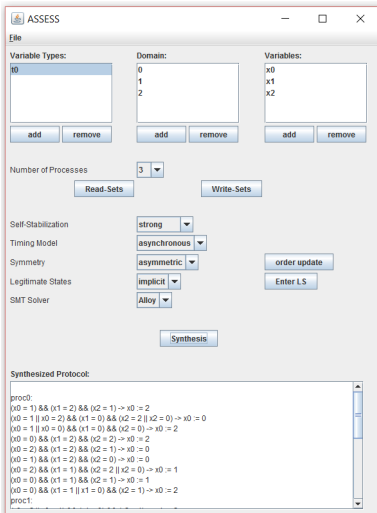 ASSESS
File
Variable Types: Domain: Variables:
t0 0 x0
1 x1
2 x2
add remove add remove add remove
Number of Processes 3
Read-Sets Write-Sets
Self-Stabilization strong
Timing Model asynchronous
Symmetry asymmetric order update
Legitimate States implicit Enter LS
SMT Solver Alloy
Synthesis
Synthesized Protocol:
proc0:
(x0 = 1) && (x1 = 2) && (x2 = 1) -> x0 := 2
(x0 = 1 || x0 = 2) && (x1 = 0) && (x2 = 2 || x2 = 0) -> x0 := 0
(x0 = 1 || x0 = 0) && (x1 = 0) && (x2 = 0) -> x0 := 2
(x0 = 0) && (x1 = 2) && (x2 = 2) -> x0 := 2
(x0 = 2) && (x1 = 2) && (x2 = 1) -> x0 := 0
(x0 = 1) && (x1 = 0) && (x2 = 2) -> x0 := 0
(x0 = 2) && (x1 = 1) && (x2 = 2 || x2 = 0) -> x0 := 1
(x0 = 0) && (x1 = 1) && (x2 = 1) -> x0 := 1
(x0 = 0) && (x1 = 1 || x1 = 0) && (x2 = 1) -> x0 := 2
proc1: